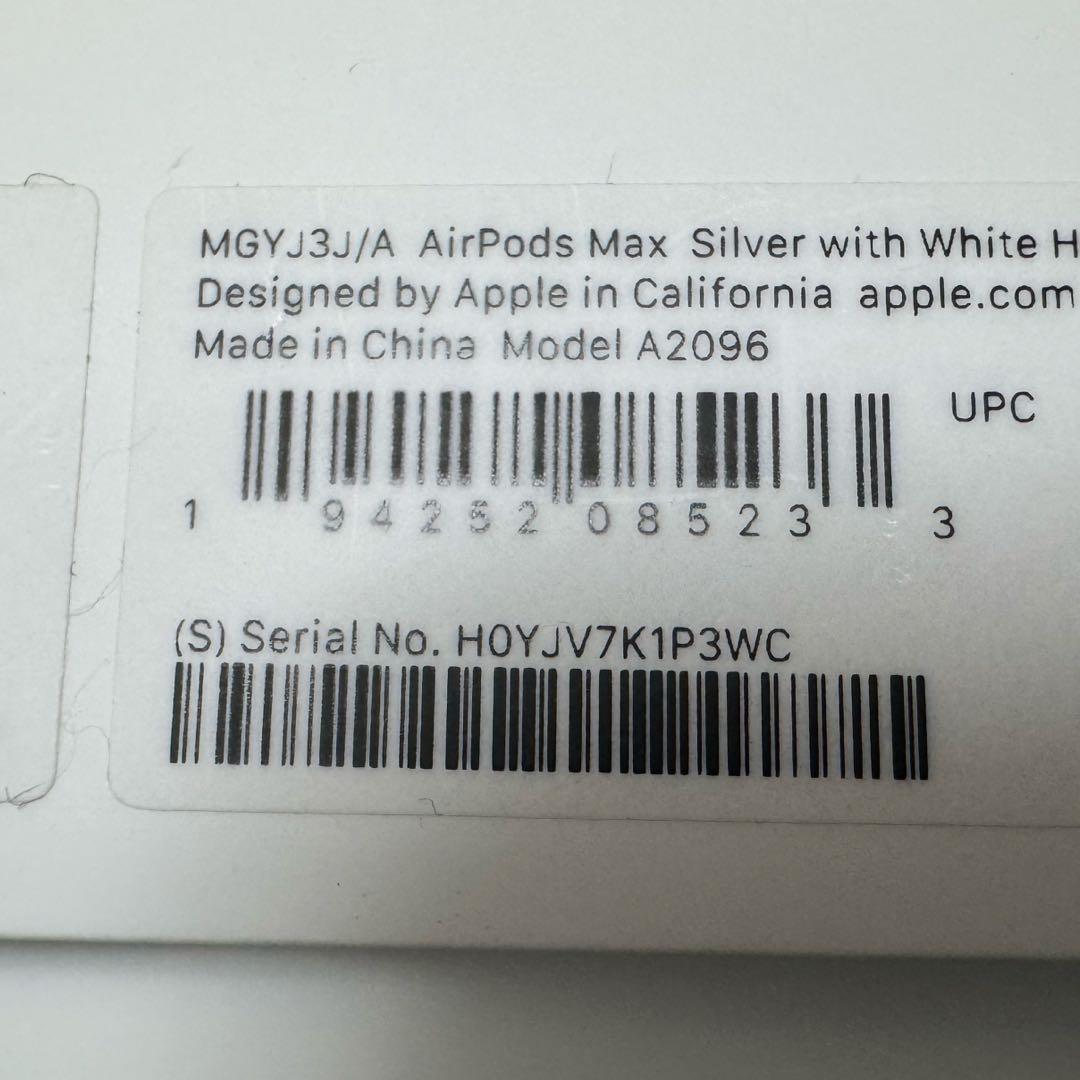 MGYJ3J/A AirPods Max Silver with White H
Designed by Apple in California apple.com
Made in China Model A2096
UPC
1 94252 08523 3
(S) Serial No. H0YJV7K1P3WC